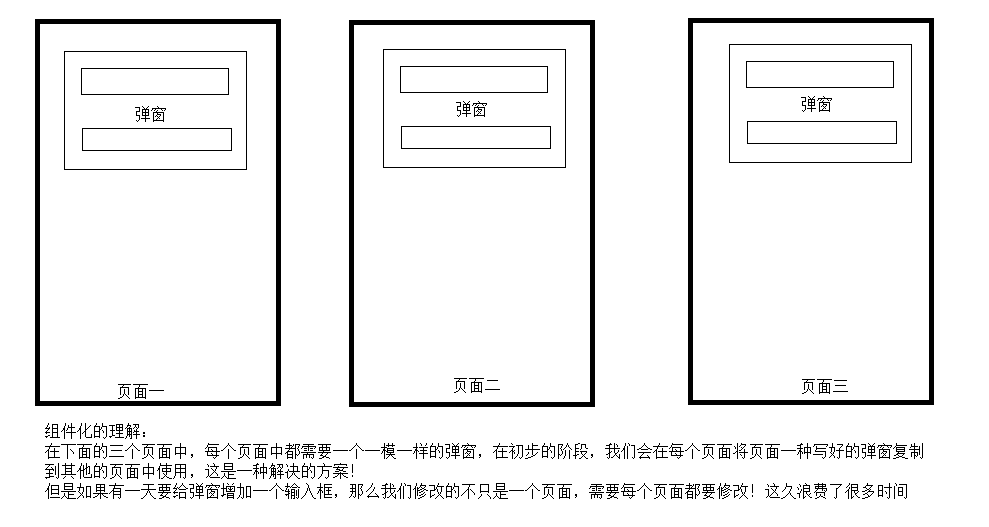 弹窗
弹窗
弹窗
页面一
页面二
页面三
组件化的理解：
在下面的三个页面中，每个页面中都需要一个一模一样的弹窗，在初步的阶段，我们会在每个页面将页面一种写好的弹窗复制
到其他的页面中使用，这是一种解决的方案！
但是如果有一天要给弹窗增加一个输入框，那么我们修改的不只是一个页面，需要每个页面都要修改！这久浪费了很多时间